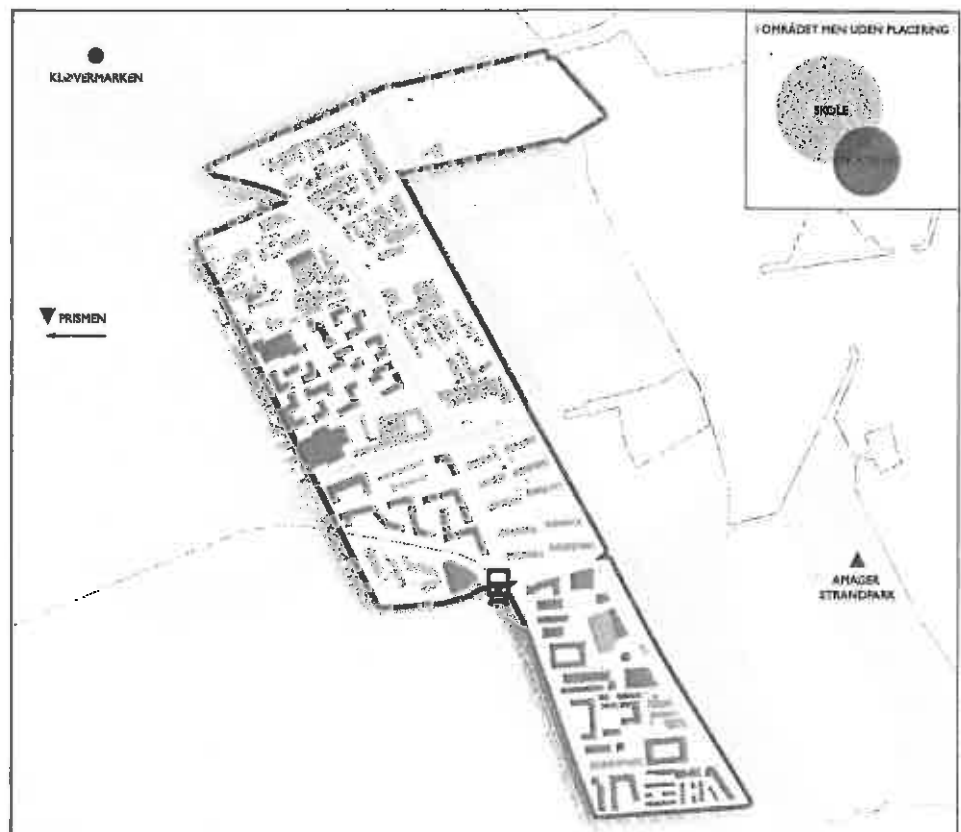 I OMRÅDET MEN UDEN PLACERING
SKOLE
KLØVERMARKEN
PRISMEN
AMAGER
STRANDPARK